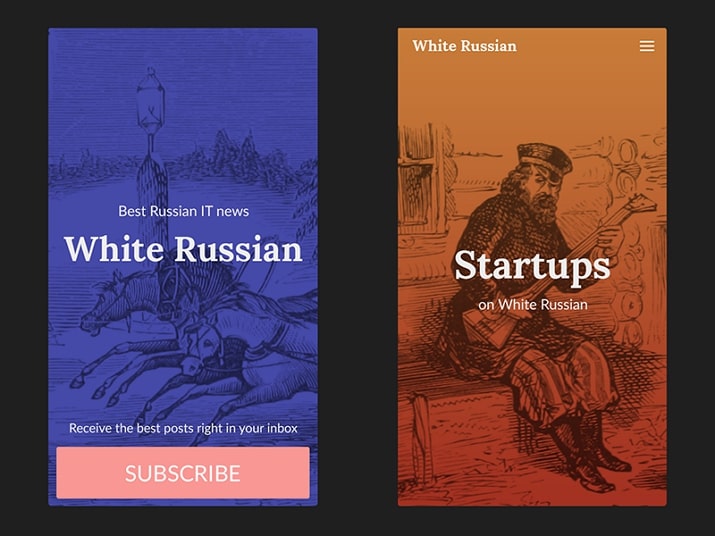 Best Russian IT news
White Russian
Receive the best posts right in your inbox
SUBSCRIBE
White Russian
Startups
on White Russian